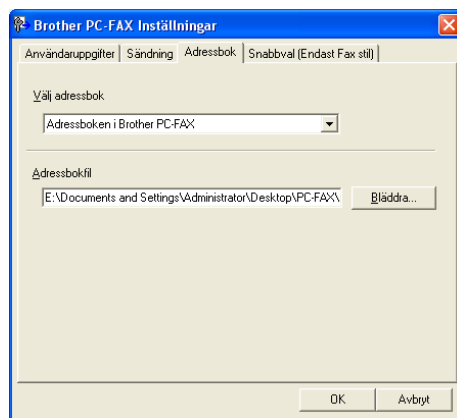 Brother PC-FAX Inställningar
Användaruppgifter Sändning Adressbok Snabbval (Endast Fax stil)
Välj adressbok
Adressboken i Brother PC-FAX
Adressbokfil
E:\Documents and Settings\Administrator\Desktop\PC-FAX\ Bläddra...
OK Avbryt